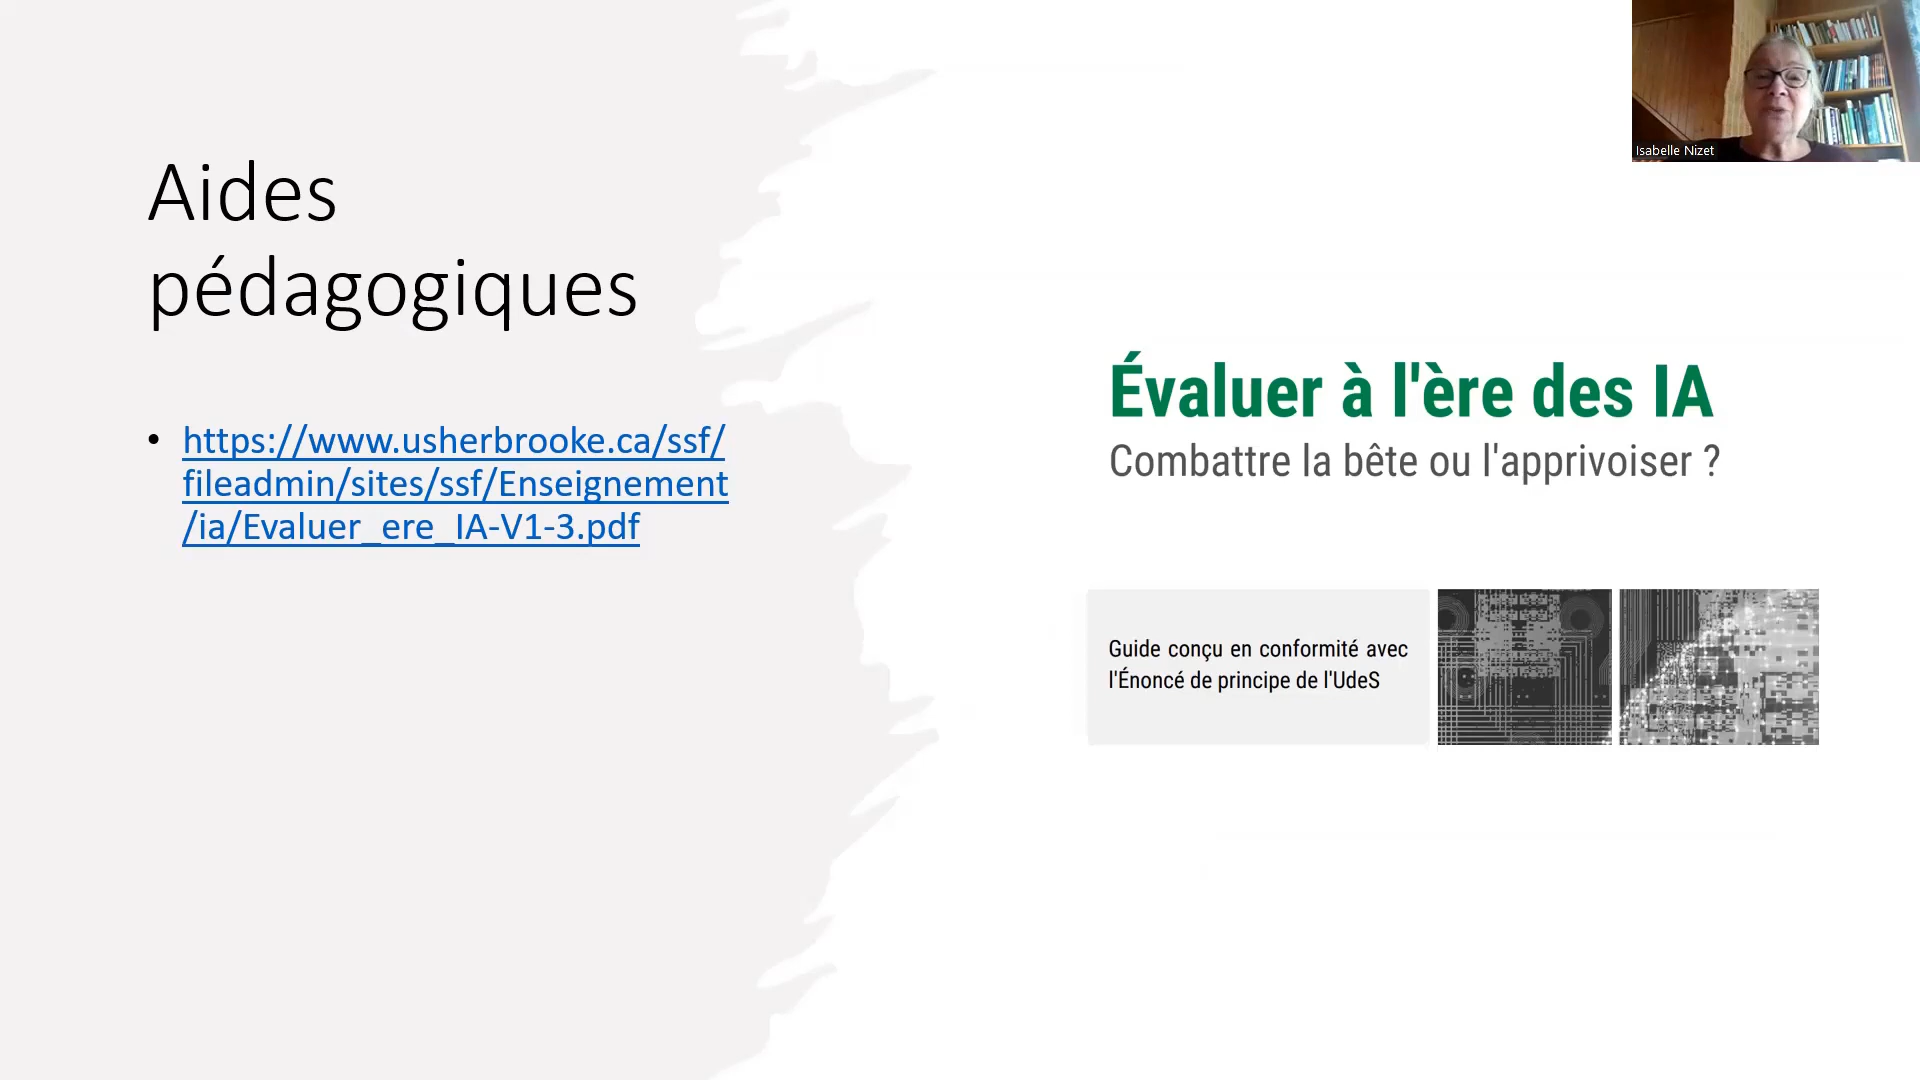 Aides
pédagogiques
• https://www.usherbrooke.ca/ssf/
fileadmin/sites/ssf/Enseignement
/ia/Evaluer_ere_IA-V1-3.pdf
Évaluer à l'ère des IA
Combattre la bête ou l'apprivoiser ?
Guide conçu en conformité avec
l'Énoncé de principe de l'UdeS
Isabelle Nizet